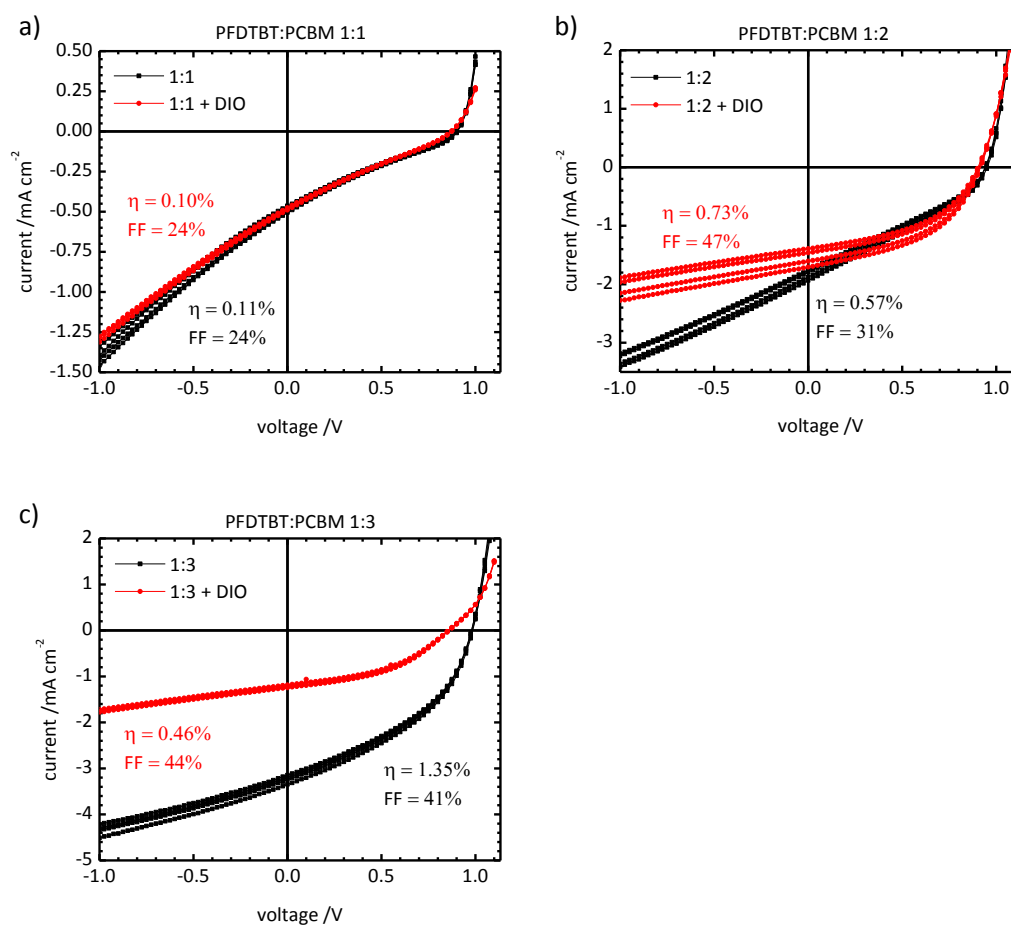 a)
PFDTBT:PCBM 1:1
0.50
0.25
0.00
-0.25
-0.50
-0.75
-1.00
-1.25
-1.50
current /mA cm⁻²
1:1
1:1 + DIO
η = 0.10%
FF = 24%
η = 0.11%
FF = 24%
-1.0 -0.5 0.0 0.5 1.0
voltage /V
b)
PFDTBT:PCBM 1:2
2
1
0
-1
-2
-3
current /mA cm⁻²
1:2
1:2 + DIO
η = 0.73%
FF = 47%
η = 0.57%
FF = 31%
-1.0 -0.5 0.0 0.5 1.0
voltage /V
c)
PFDTBT:PCBM 1:3
2
1
0
-1
-2
-3
-4
-5
current /mA cm⁻²
1:3
1:3 + DIO
η = 0.46%
FF = 44%
η = 1.35%
FF = 41%
-1.0 -0.5 0.0 0.5 1.0
voltage /V